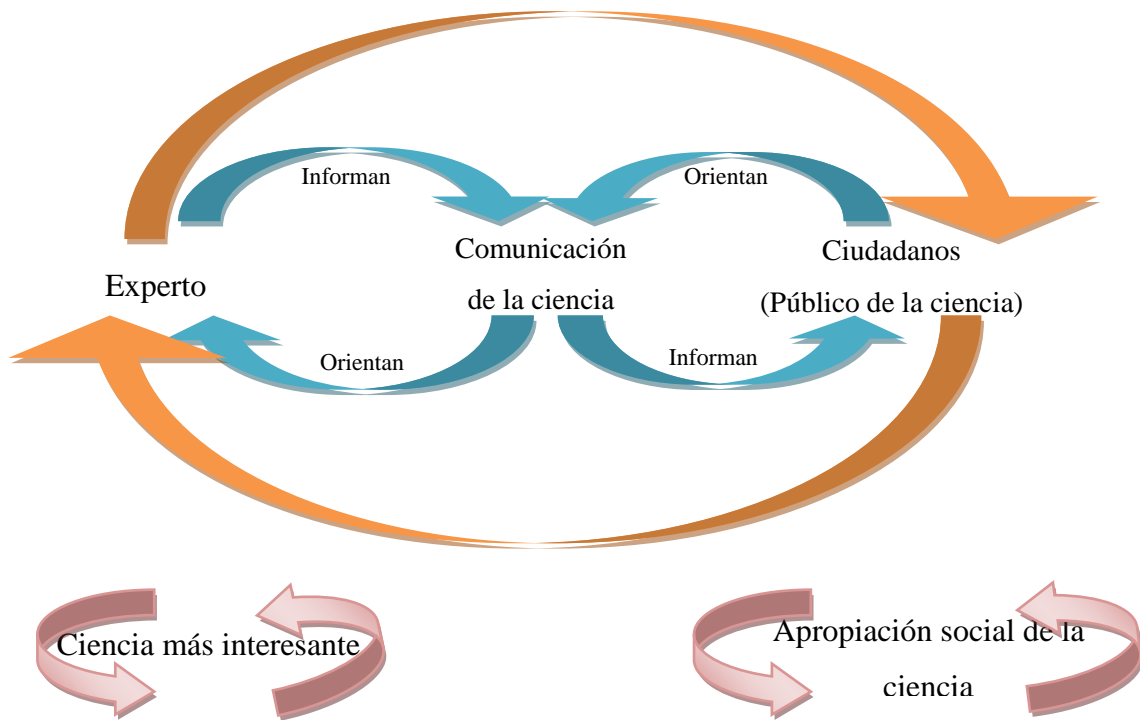 Informan
Orientan
Comunicación
de la ciencia
Ciudadanos
(Público de la ciencia)
Experto
Orientan
Informan
Ciencia más interesante
Apropiación social de la
ciencia